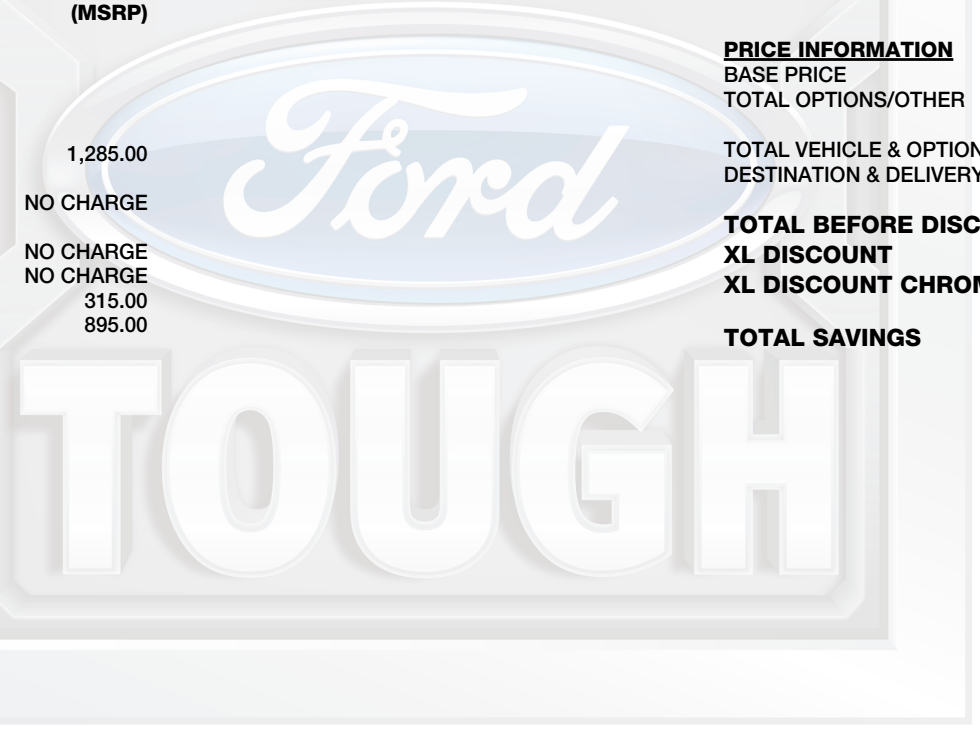 (MSRP)
1,285.00
NO CHARGE
NO CHARGE
NO CHARGE
315.00
895.00
PRICE INFORMATION
BASE PRICE
TOTAL OPTIONS/OTHER
TOTAL VEHICLE & OPTION
DESTINATION & DELIVERY
TOTAL BEFORE DISC
XL DISCOUNT
XL DISCOUNT CHROM
TOTAL SAVINGS
Ford
TOUGH